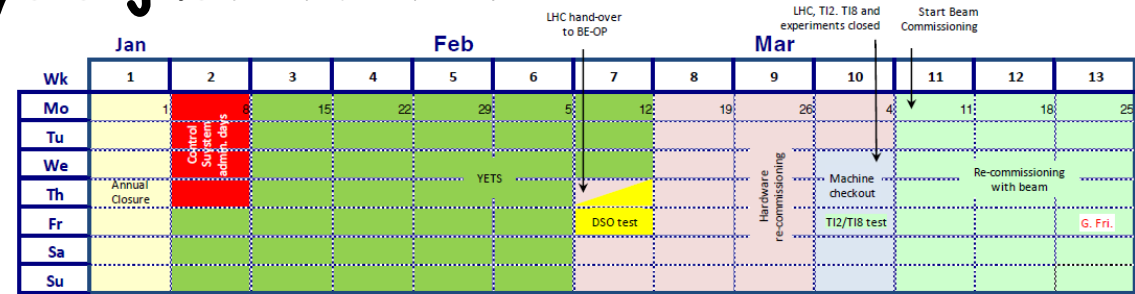 LHC hand-over
to BE-OP
LHC, TI2. TI8 and
experiments closed
Start Beam
Commissioning
Jan Feb Mar
Wk 1 2 3 4 5 6 7 8 9 10 11 12 13
Mo 1 8 15 22 29 5 12 19 26 4 11 18 25
Tu
We
Th
Fr
Sa
Su
Annual
Closure
Control
Suystem
admin. days
YETS
DSO test
Hardware
re-commissioning
Machine
checkout
TI2/TI8 test
Re-commissioning
with beam
G. Fri.